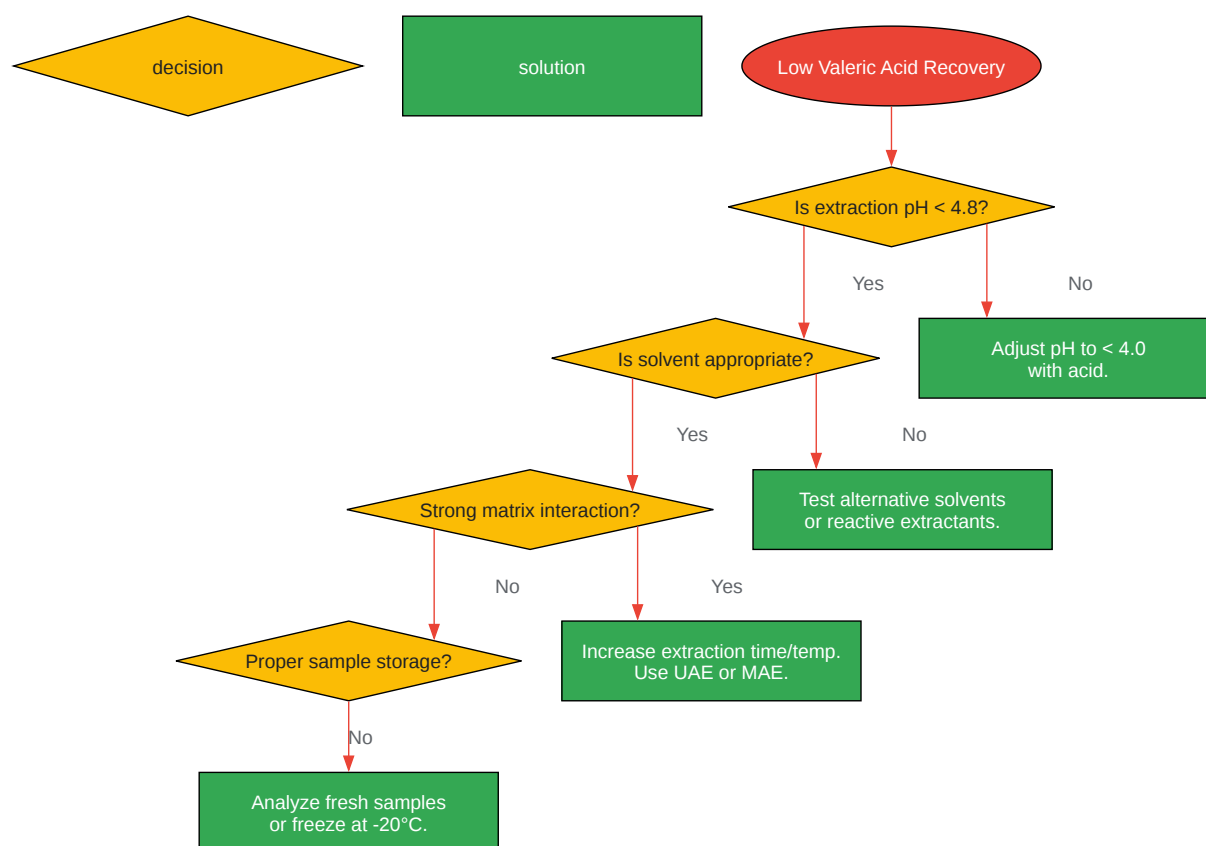 decision
solution
Low Valeric Acid Recovery
Is extraction pH < 4.8?
Yes
No
Is solvent appropriate?
Adjust pH to < 4.0
with acid.
Yes
No
Strong matrix interaction?
Test alternative solvents
or reactive extractants.
No
Yes
Proper sample storage?
Increase extraction time/temp.
Use UAE or MAE.
No
Analyze fresh samples
or freeze at -20°C.